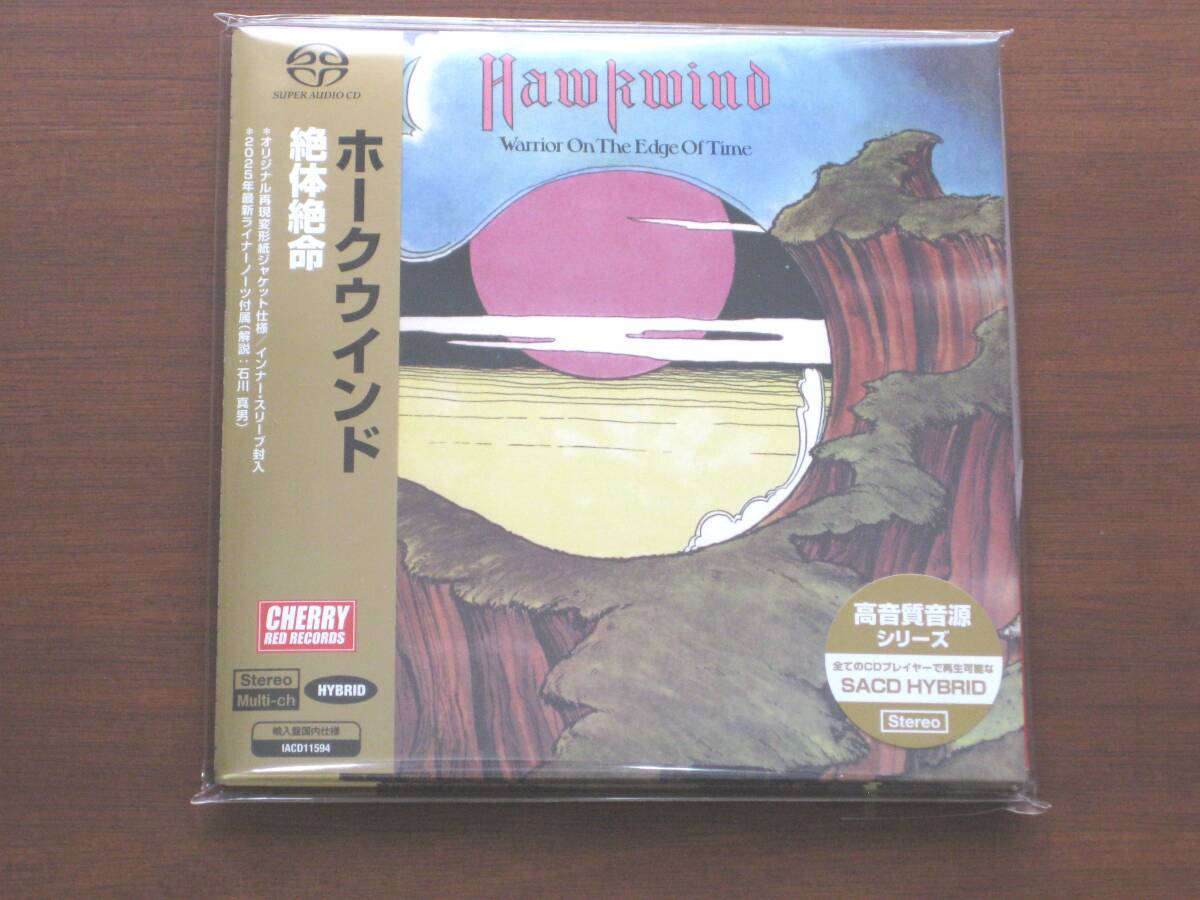 SUPER AUDIO CD
ホークウィンド
絶体絶命
*オリジナル再現変形紙ジャケット仕様/インナー・スリーブ封入
*2025年最新ライナーノーツ付属(解説:石川真男)
CHERRY
RED RECORDS
Stereo
Multi-ch
HYBRID
輸入盤国内仕様
IACD11594
Hawkwind
Warrior On The Edge Of Time
高音質音源
シリーズ
全てのCDプレイヤーで再生可能な
SACD HYBRID
Stereo